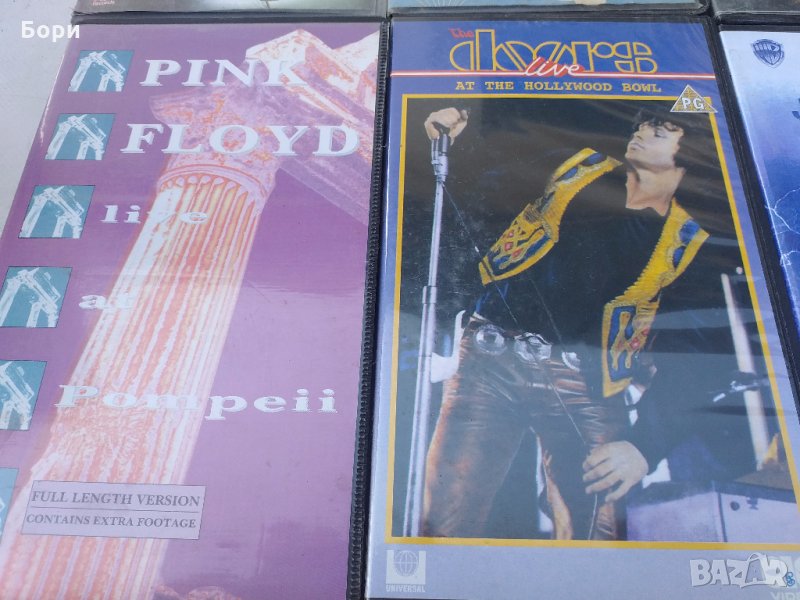 Бори
PINK
FLOYD
live
at
Pompeii
FULL LENGTH VERSION
CONTAINS EXTRA FOOTAGE
The
doors
live
AT THE HOLLYWOOD BOWL
PG
UNIVERSAL
BAZAR